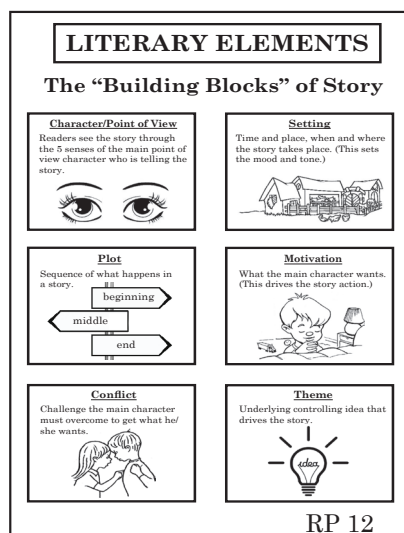 LITERARY ELEMENTS
The “Building Blocks” of Story
Character/Point of View
Readers see the story through
the 5 senses of the main point
of view character who is telling the
story.
Setting
Time and place, when and where
the story takes place. (This sets
the mood and tone.)
Plot
Sequence of what happens in
a story.
beginning
middle
end
Motivation
What the main character wants.
(This drives the story action.)
Conflict
Challenge the main character
must overcome to get what he/
she wants.
Theme
Underlying controlling idea that
drives the story.
idea
RP 12